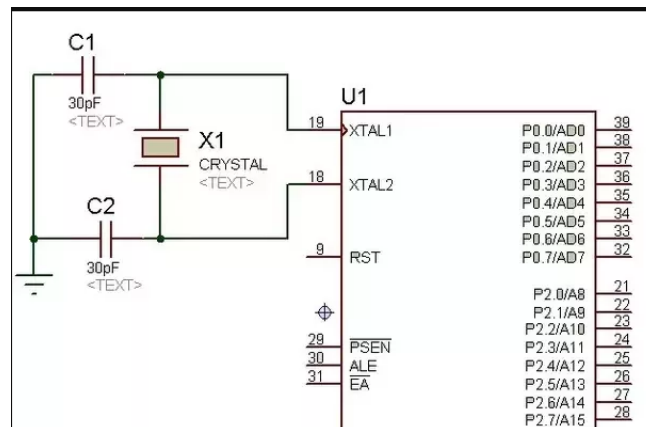 C1
30pF
<TEXT>
X1
CRYSTAL
<TEXT>
C2
30pF
<TEXT>
U1
19 XTAL1
18 XTAL2
9 RST
29 PSEN
30 ALE
31 EA
P0.0/AD0 39
P0.1/AD1 38
P0.2/AD2 37
P0.3/AD3 36
P0.4/AD4 35
P0.5/AD5 34
P0.6/AD6 33
P0.7/AD7 32
P2.0/A8 21
P2.1/A9 22
P2.2/A10 23
P2.3/A11 24
P2.4/A12 25
P2.5/A13 26
P2.6/A14 27
P2.7/A15 28